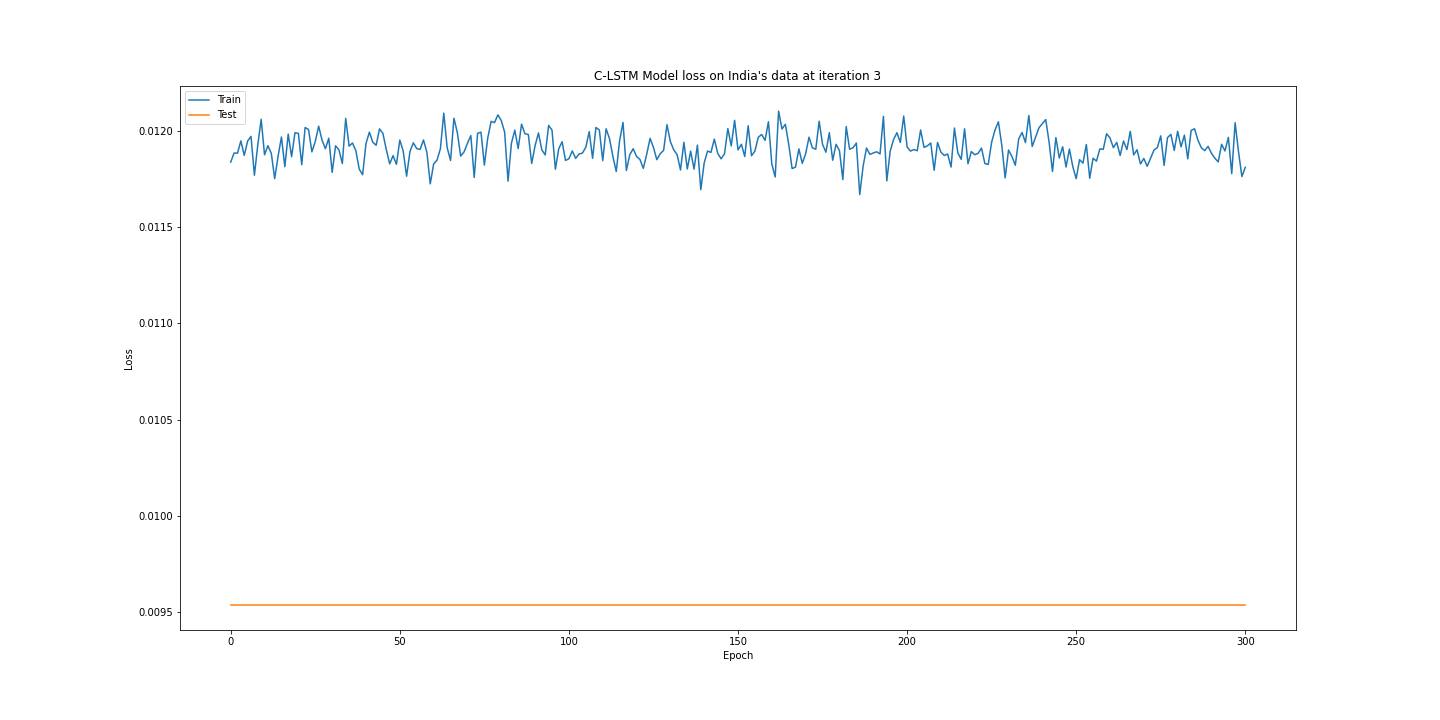 C-LSTM Model loss on India's data at iteration 3
Train
Test
0.0120
0.0115
0.0110
0.0105
0.0100
0.0095
Loss
0 50 100 150 200 250 300
Epoch